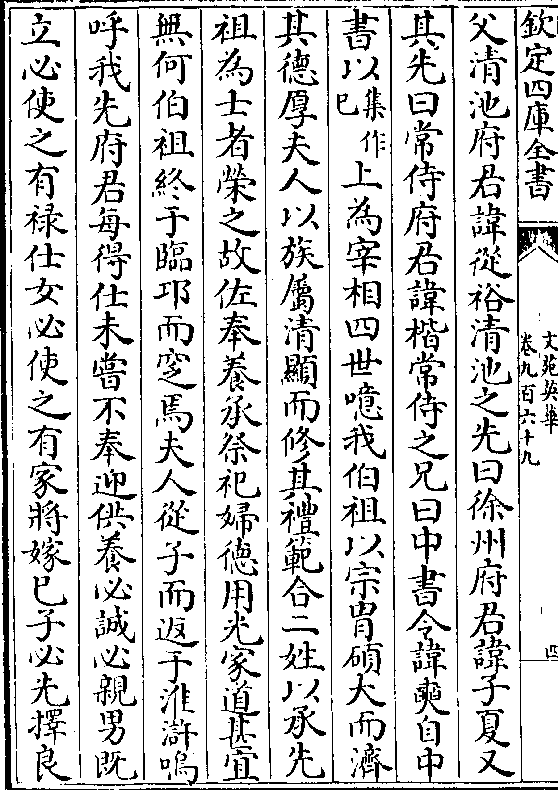 欽定四庫全書
文苑英華
卷九百六十九
四
父清池府君諱從裕清池之先曰徐州府君諱子夏又
其先曰常侍府君諱楷常侍之兄曰中書令諱奭自中
書以集作巳上為宰相四世噫我伯祖以宗胄碩大而濟
其德厚夫人以族屬清顯而修其禮範合二姓以承先
祖為士者榮之故佐奉養承祭祀婦德用光家道甚宜
無何伯祖終于臨邛而窆焉夫人從子而返于淮滸嗚
呼我先府君每得仕未嘗不奉迎供養必誠必親男既
立必使之有祿仕女必使之有家將嫁巳子必先擇良